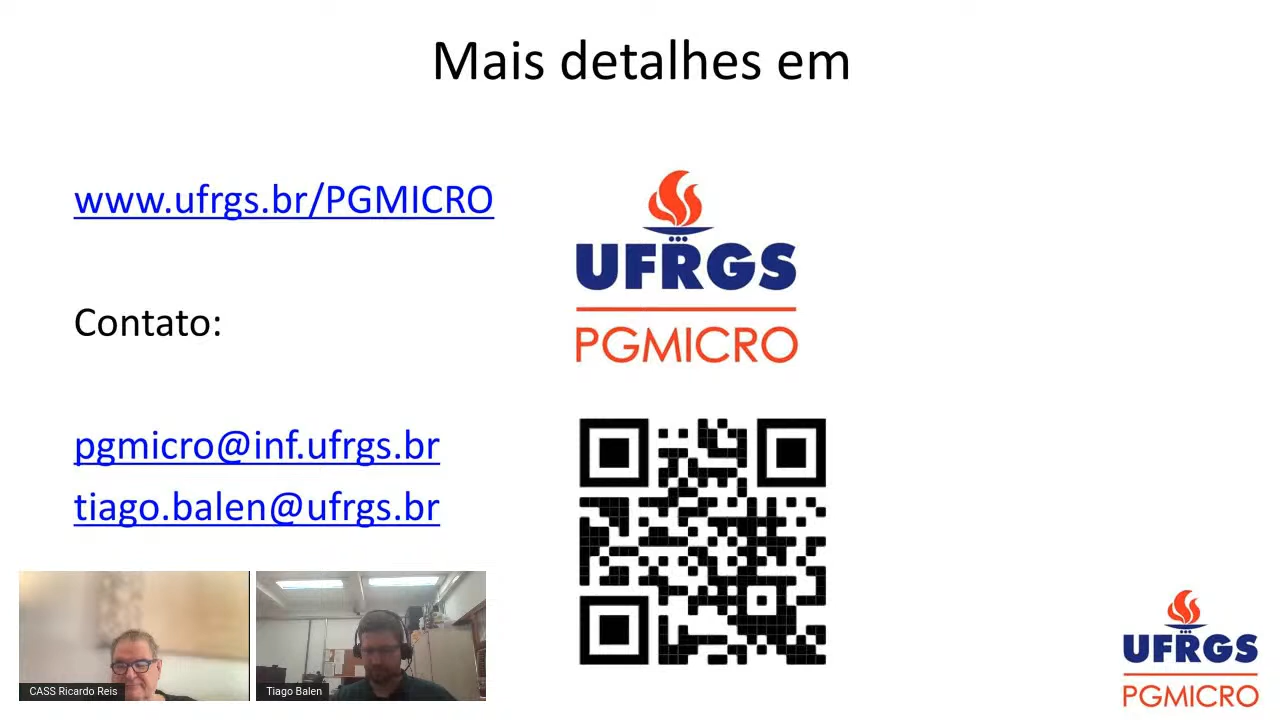 Mais detalhes em
www.ufrgs.br/PGMICRO
UFRGS
PGMICRO
Contato:
pgmicro@inf.ufrgs.br
tiago.balen@ufrgs.br
CASS Ricardo Reis
Tiago Balen
UFRGS
PGMICRO